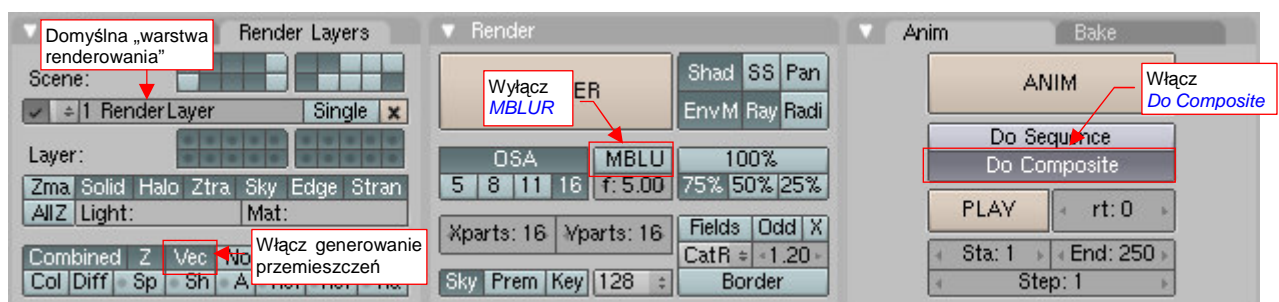 Domyślna „warstwa
renderowania”
Render Layers
Scene:
1 RenderLayer
Single
x
Layer:
Zma Solid Halo Ztra Sky Edge Stran
AllZ Light: Mat:
Combined Z Vec
Włącz generowanie
przemieszczeń
Col Diff Sp Sh A
Render
Wyłącz
MBLUR
Shad SS Pan
EnvM Ray Radi
OSA MBLU 100%
5 8 11 16 f: 5.00 75% 50% 25%
Xparts: 16 Yparts: 16 Fields Odd X
CatR 1.20
Sky Prem Key 128 Border
Anim Bake
ANIM
Włącz
Do Composite
Do Sequence
Do Composite
PLAY rt: 0
Sta: 1 End: 250
Step: 1